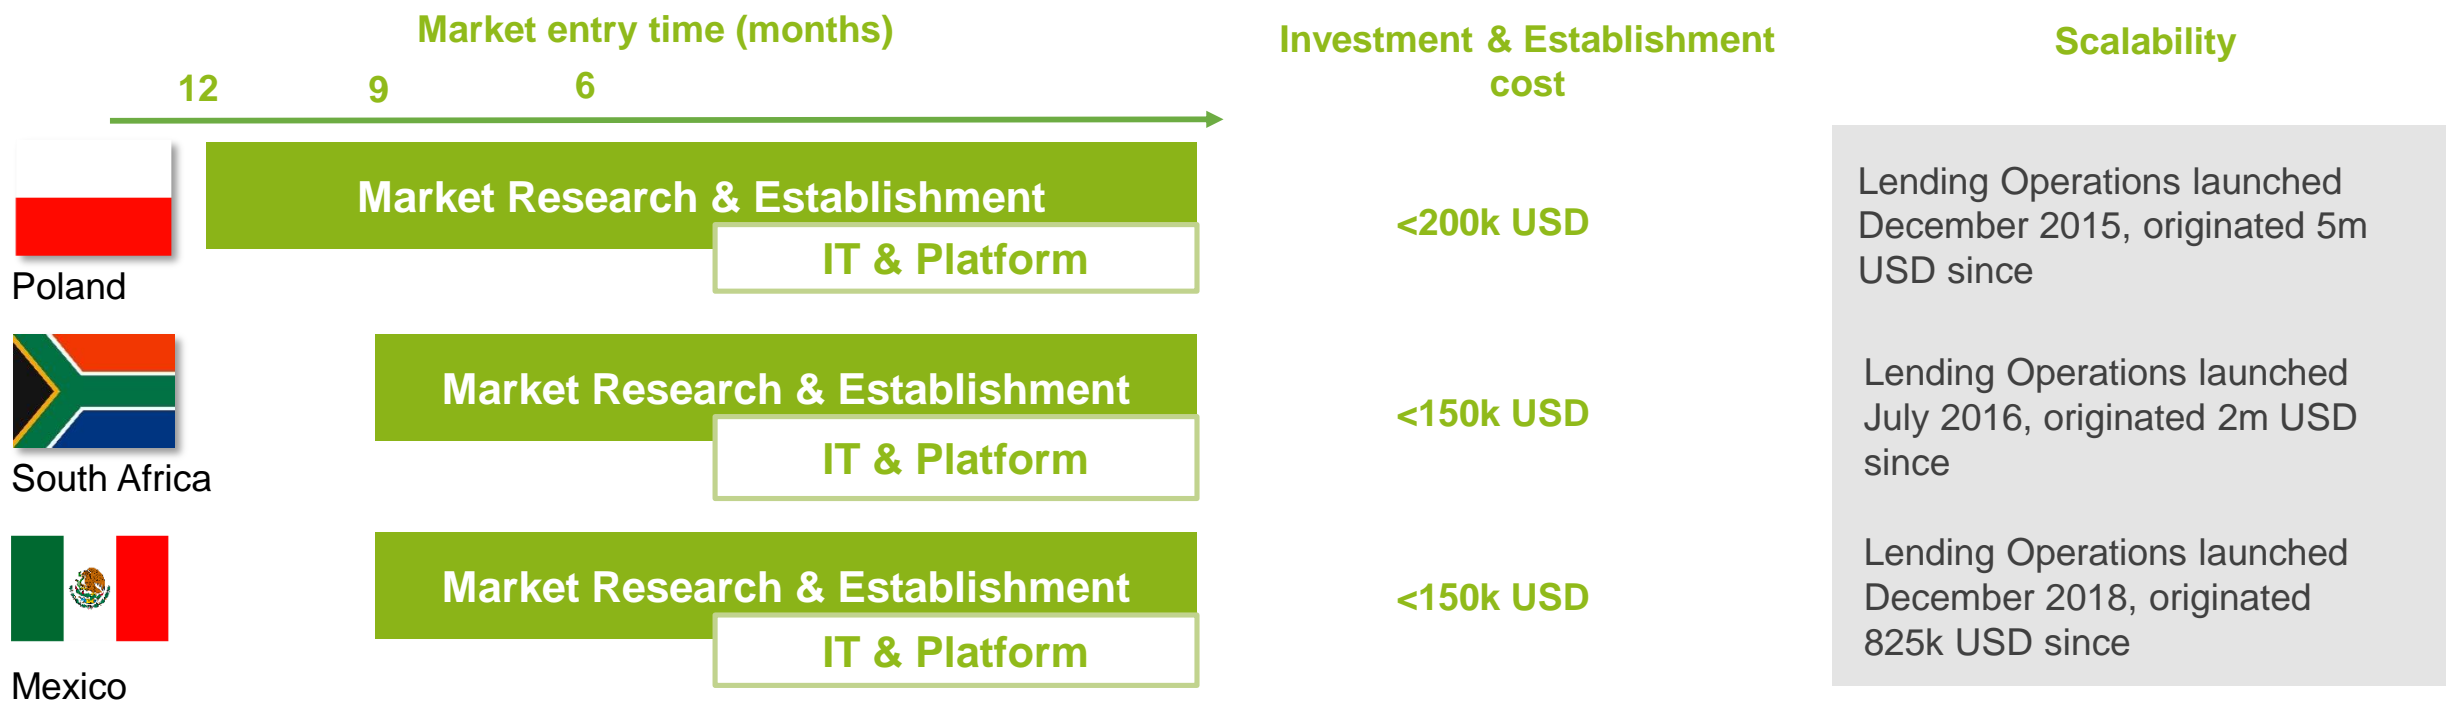 Market entry time (months)
Investment & Establishment
cost
Scalability
12
9
6
Poland
Market Research & Establishment
IT & Platform
<200k USD
Lending Operations launched
December 2015, originated 5m
USD since
South Africa
Market Research & Establishment
IT & Platform
<150k USD
Lending Operations launched
July 2016, originated 2m USD
since
Mexico
Market Research & Establishment
IT & Platform
<150k USD
Lending Operations launched
December 2018, originated
825k USD since